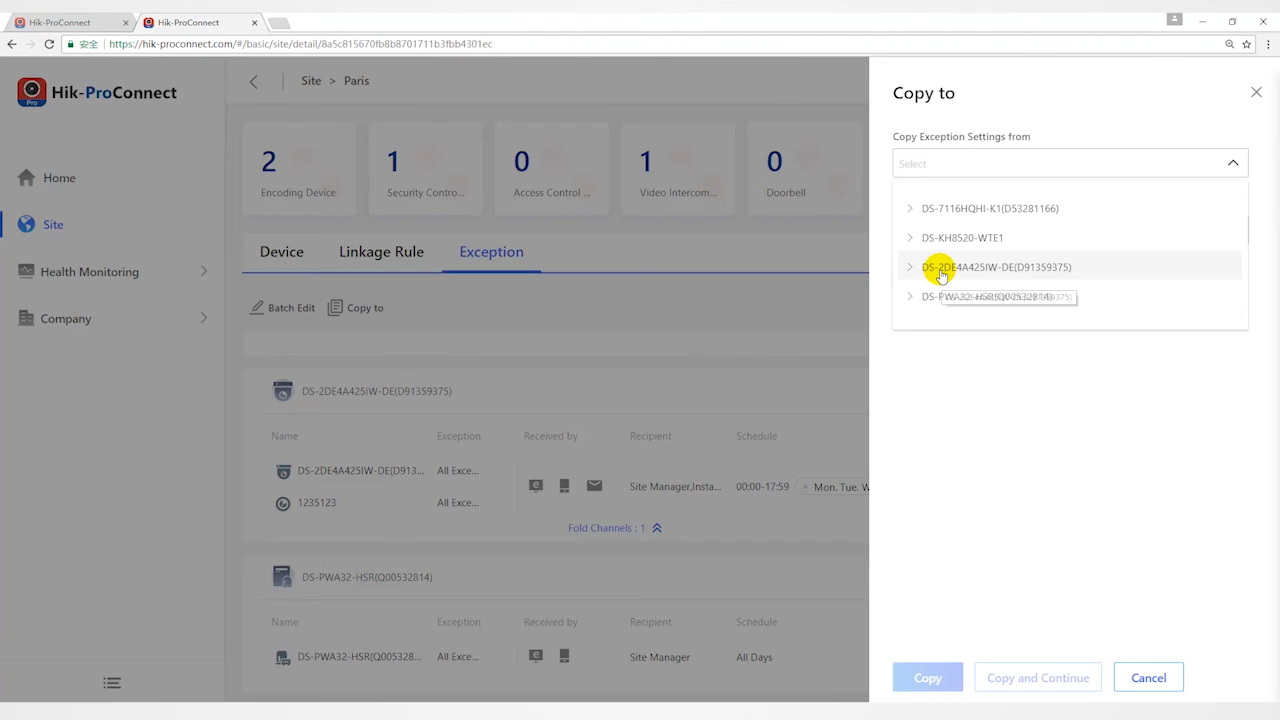 Hik-ProConnect
Hik-ProConnect
安全
https://hik-proconnect.com/#/basic/site/detail/8a5c815670fb8b8701711b3fbb4301ec
Hik-ProConnect
Pro
Home
Site
Health Monitoring
Company
Site > Paris
2
Encoding Device
1
Security Contro...
0
Access Control ...
1
Video Intercom...
0
Doorbell
Device
Linkage Rule
Exception
Batch Edit
Copy to
DS-2DE4A425IW-DE(D91359375)
Name Exception Received by Recipient Schedule
DS-2DE4A425IW-DE(D913... All Exce...
1235123 All Exce...
Site Manager,Insta... 00:00-17:59 Mon. Tue. W
Fold Channels : 1
DS-PWA32-HSR(Q00532814)
Name Exception Received by Recipient Schedule
DS-PWA32-HSR(Q005328... All Exce... Site Manager All Days
Copy to
Copy Exception Settings from
Select
DS-7116HQHI-K1(D53281166)
DS-KH8520-WTE1
DS-2DE4A425IW-DE(D91359375)
DS-PWA32-HSR(Q00532814)
Copy
Copy and Continue
Cancel